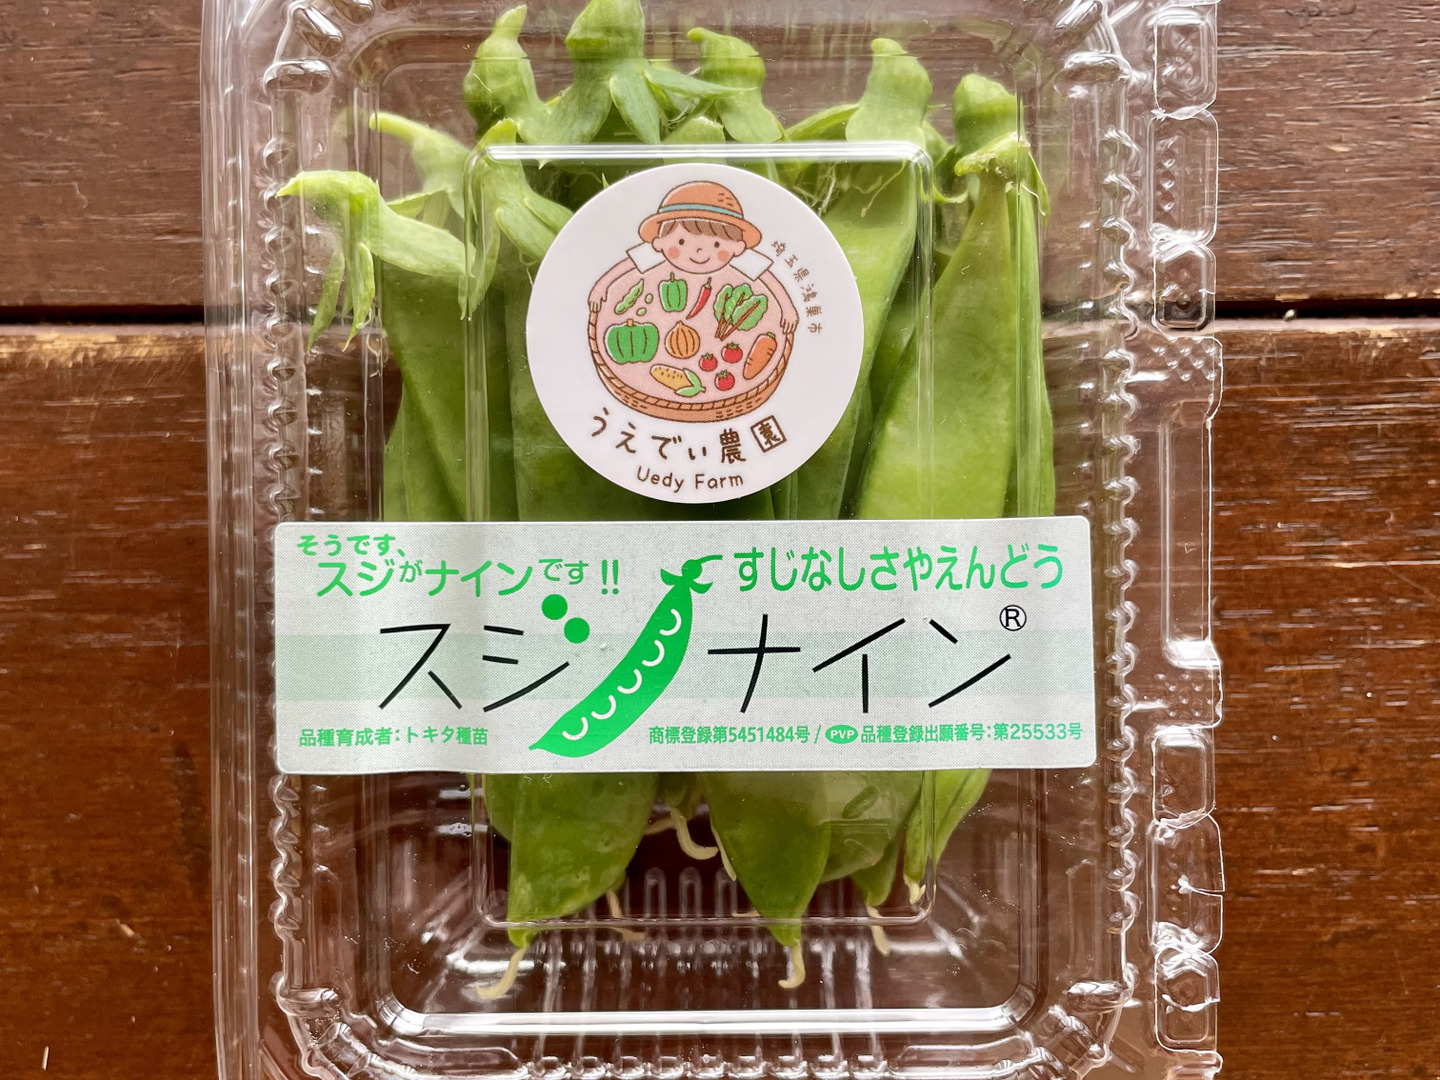 埼玉県鴻巣市
うえでぃ農園
Uedy Farm
そうです、
スジがナインです!!
すじなしさやえんどう
スジナイン®
品種育成者:トキタ種苗
商標登録第5451484号 / PVP 品種登録出願番号:第25533号